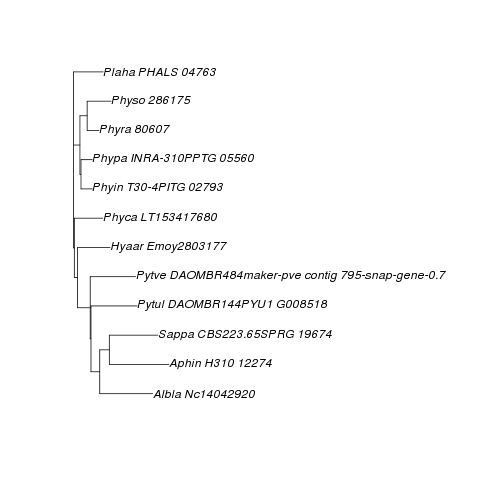 Plaha PHALS 04763
Physo 286175
Phyra 80607
Phypa INRA-310PPTG 05560
Phyin T30-4PITG 02793
Phyca LT153417680
Hyaar Emoy2803177
Pytve DAOMBR484maker-pve contig 795-snap-gene-0.7
Pytul DAOMBR144PYU1 G008518
Sappa CBS223.65SPRG 19674
Aphin H310 12274
Albla Nc14042920